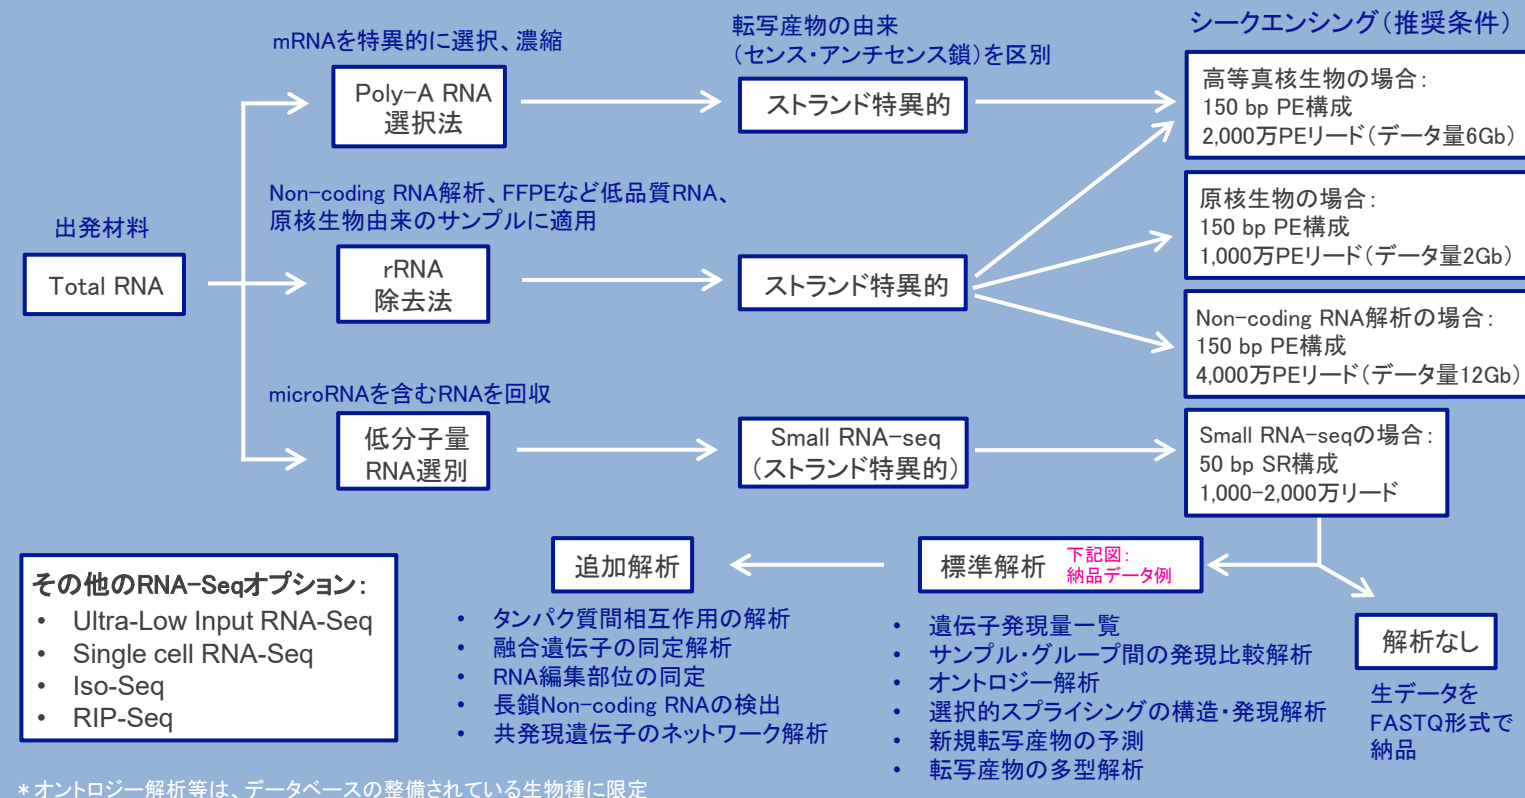 シークエンシング(推奨条件)
mRNAを特異的に選択、濃縮
転写産物の由来
(センス・アンチセンス鎖)を区別
Poly-A RNA
選択法
ストランド特異的
高等真核生物の場合:
150 bp PE構成
2,000万PEリード(データ量6Gb)
Non-coding RNA解析、FFPEなど低品質RNA、
原核生物由来のサンプルに適用
原核生物の場合:
150 bp PE構成
1,000万PEリード(データ量2Gb)
出発材料
Total RNA
rRNA
除去法
ストランド特異的
Non-coding RNA解析の場合:
150 bp PE構成
4,000万PEリード(データ量12Gb)
microRNAを含むRNAを回収
低分子量
RNA選別
Small RNA-seq
(ストランド特異的)
Small RNA-seqの場合:
50 bp SR構成
1,000-2,000万リード
その他のRNA-Seqオプション:
• Ultra-Low Input RNA-Seq
• Single cell RNA-Seq
• Iso-Seq
• RIP-Seq
追加解析
• タンパク質間相互作用の解析
• 融合遺伝子の同定解析
• RNA編集部位の同定
• 長鎖Non-coding RNAの検出
• 共発現遺伝子のネットワーク解析
標準解析
下記図:
納品データ例
• 遺伝子発現量一覧
• サンプル・グループ間の発現比較解析
• オントロジー解析
• 選択的スプライシングの構造・発現解析
• 新規転写産物の予測
• 転写産物の多型解析
解析なし
生データを
FASTQ形式で
納品
*オントロジー解析等は、データベースの整備されている生物種に限定